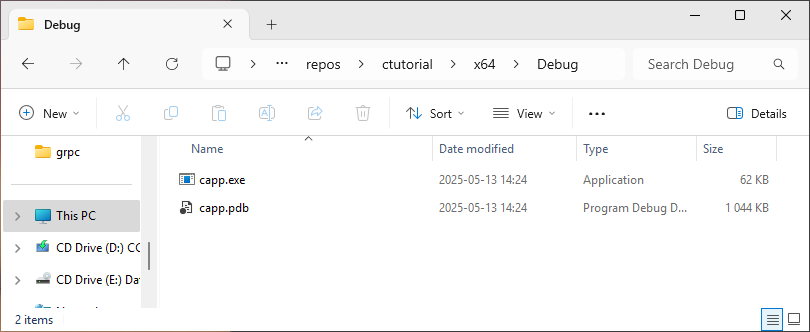 Debug
repos ctutorial x64 Debug Search Debug
New Sort View Details
grpc
This PC
CD Drive (D:) CC
CD Drive (E:) Dat
Name Date modified Type Size
capp.exe 2025-05-13 14:24 Application 62 KB
capp.pdb 2025-05-13 14:24 Program Debug D... 1 044 KB
2 items